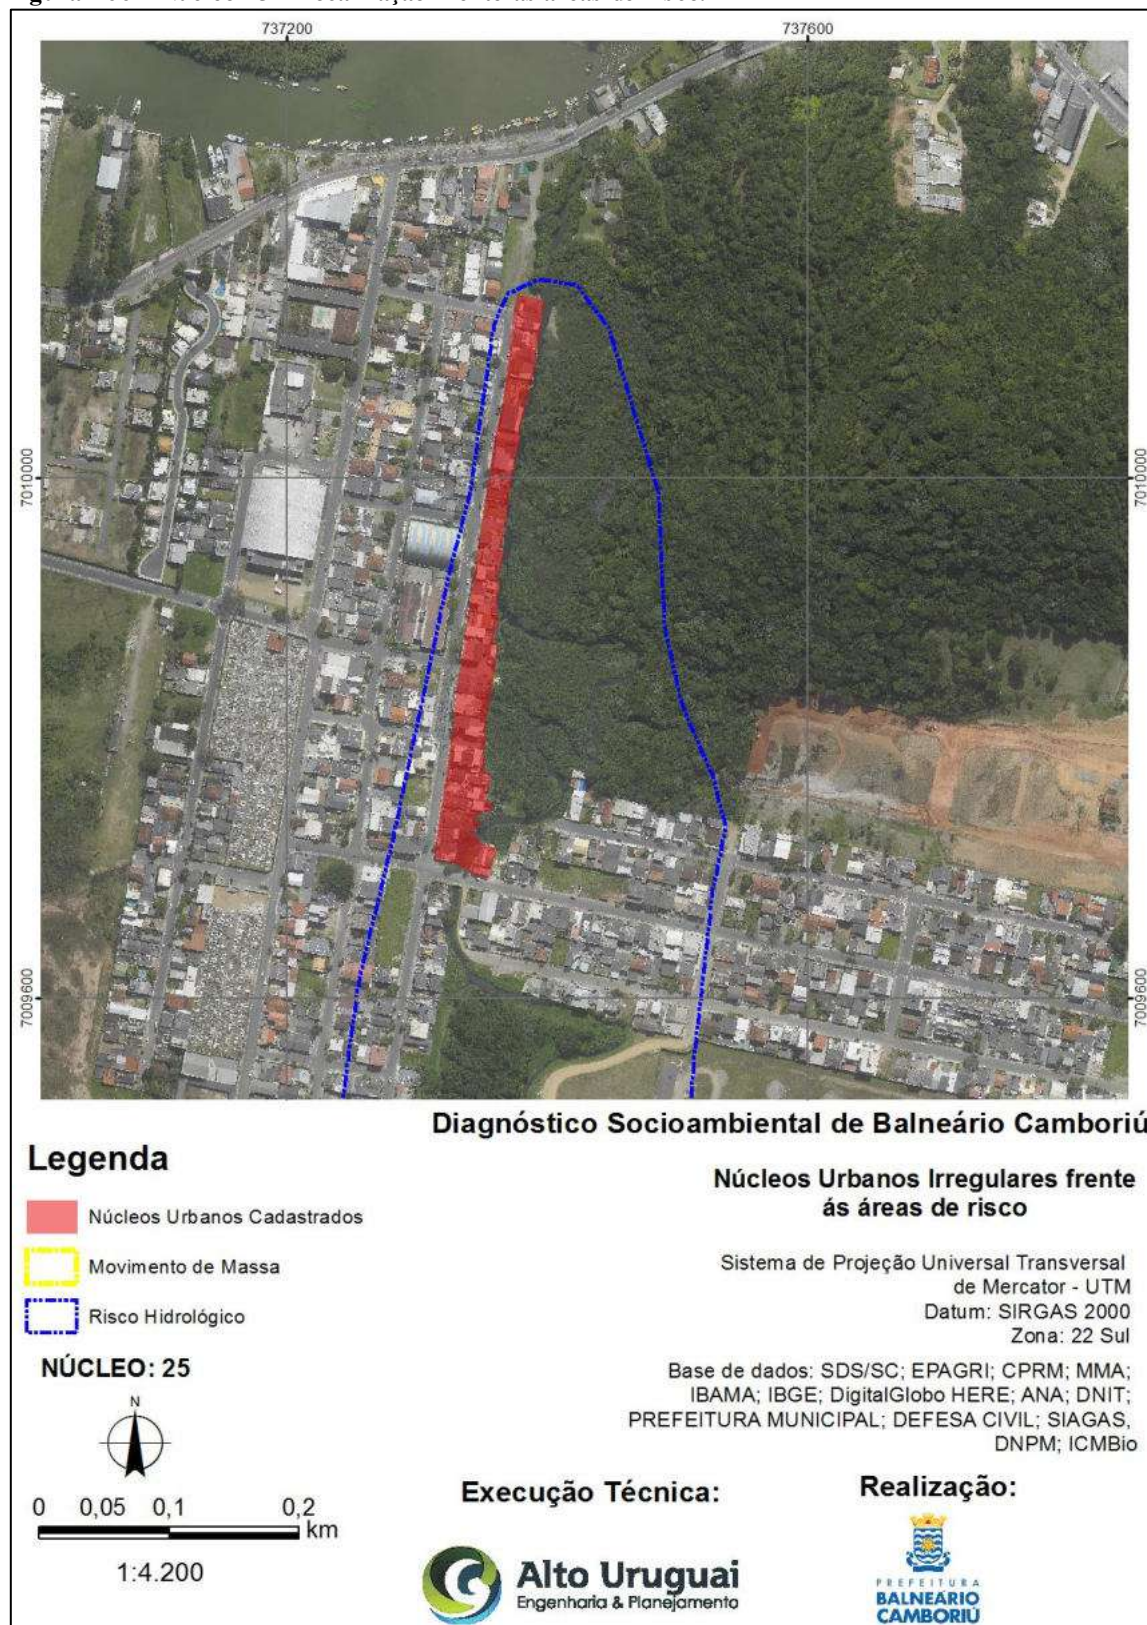 737200
737600
7010000
7010000
7009600
7009600
Diagnóstico Socioambiental de Balneário Camboriú
Legenda
Núcleos Urbanos Cadastrados
Movimento de Massa
Risco Hidrológico
NÚCLEO: 25
N
0 0,05 0,1 0,2
km
1:4.200
Núcleos Urbanos Irregulares frente
ás áreas de risco
Sistema de Projeção Universal Transversal
de Mercator - UTM
Datum: SIRGAS 2000
Zona: 22 Sul
Base de dados: SDS/SC; EPAGRI; CPRM; MMA;
IBAMA; IBGE; DigitalGlobo HERE; ANA; DNIT;
PREFEITURA MUNICIPAL; DEFESA CIVIL; SIAGAS,
DNPM; ICMBio
Execução Técnica:
Alto Uruguai
Engenharia & Planejamento
Realização:
PREFEITURA
BALNEÁRIO
CAMBORIÚ